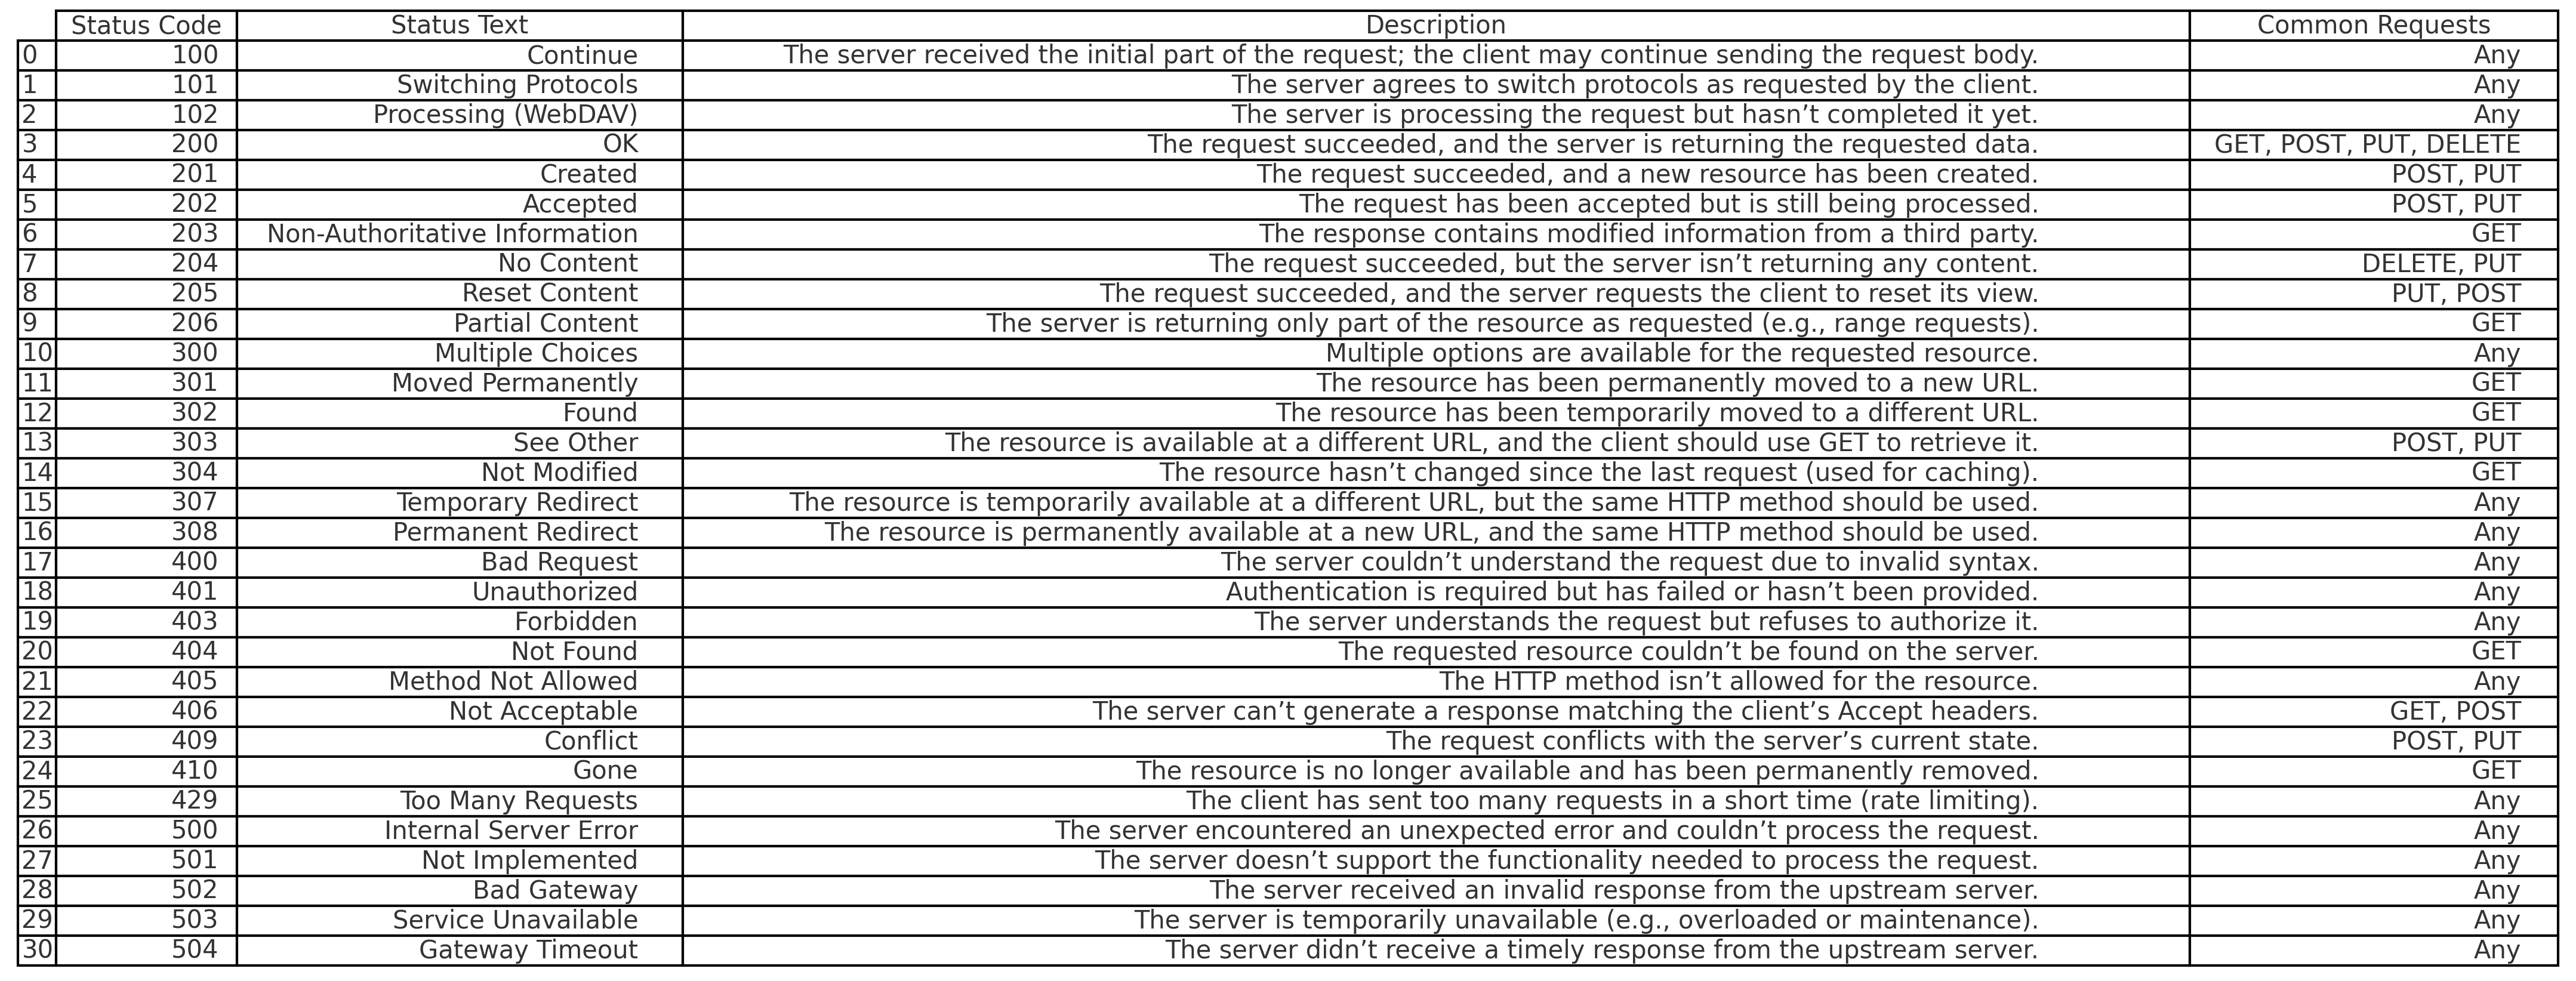 Status Code Status Text Description Common Requests
0 100 Continue The server received the initial part of the request; the client may continue sending the request body. Any
1 101 Switching Protocols The server agrees to switch protocols as requested by the client. Any
2 102 Processing (WebDAV) The server is processing the request but hasn’t completed it yet. Any
3 200 OK The request succeeded, and the server is returning the requested data. GET, POST, PUT, DELETE
4 201 Created The request succeeded, and a new resource has been created. POST, PUT
5 202 Accepted The request has been accepted but is still being processed. POST, PUT
6 203 Non-Authoritative Information The response contains modified information from a third party. GET
7 204 No Content The request succeeded, but the server isn’t returning any content. DELETE, PUT
8 205 Reset Content The request succeeded, and the server requests the client to reset its view. PUT, POST
9 206 Partial Content The server is returning only part of the resource as requested (e.g., range requests). GET
10 300 Multiple Choices Multiple options are available for the requested resource. Any
11 301 Moved Permanently The resource has been permanently moved to a new URL. GET
12 302 Found The resource has been temporarily moved to a different URL. GET
13 303 See Other The resource is available at a different URL, and the client should use GET to retrieve it. POST, PUT
14 304 Not Modified The resource hasn’t changed since the last request (used for caching). GET
15 307 Temporary Redirect The resource is temporarily available at a different URL, but the same HTTP method should be used. Any
16 308 Permanent Redirect The resource is permanently available at a new URL, and the same HTTP method should be used. Any
17 400 Bad Request The server couldn’t understand the request due to invalid syntax. Any
18 401 Unauthorized Authentication is required but has failed or hasn’t been provided. Any
19 403 Forbidden The server understands the request but refuses to authorize it. Any
20 404 Not Found The requested resource couldn’t be found on the server. GET
21 405 Method Not Allowed The HTTP method isn’t allowed for the resource. Any
22 406 Not Acceptable The server can’t generate a response matching the client’s Accept headers. GET, POST
23 409 Conflict The request conflicts with the server’s current state. POST, PUT
24 410 Gone The resource is no longer available and has been permanently removed. GET
25 429 Too Many Requests The client has sent too many requests in a short time (rate limiting). Any
26 500 Internal Server Error The server encountered an unexpected error and couldn’t process the request. Any
27 501 Not Implemented The server doesn’t support the functionality needed to process the request. Any
28 502 Bad Gateway The server received an invalid response from the upstream server. Any
29 503 Service Unavailable The server is temporarily unavailable (e.g., overloaded or maintenance). Any
30 504 Gateway Timeout The server didn’t receive a timely response from the upstream server. Any